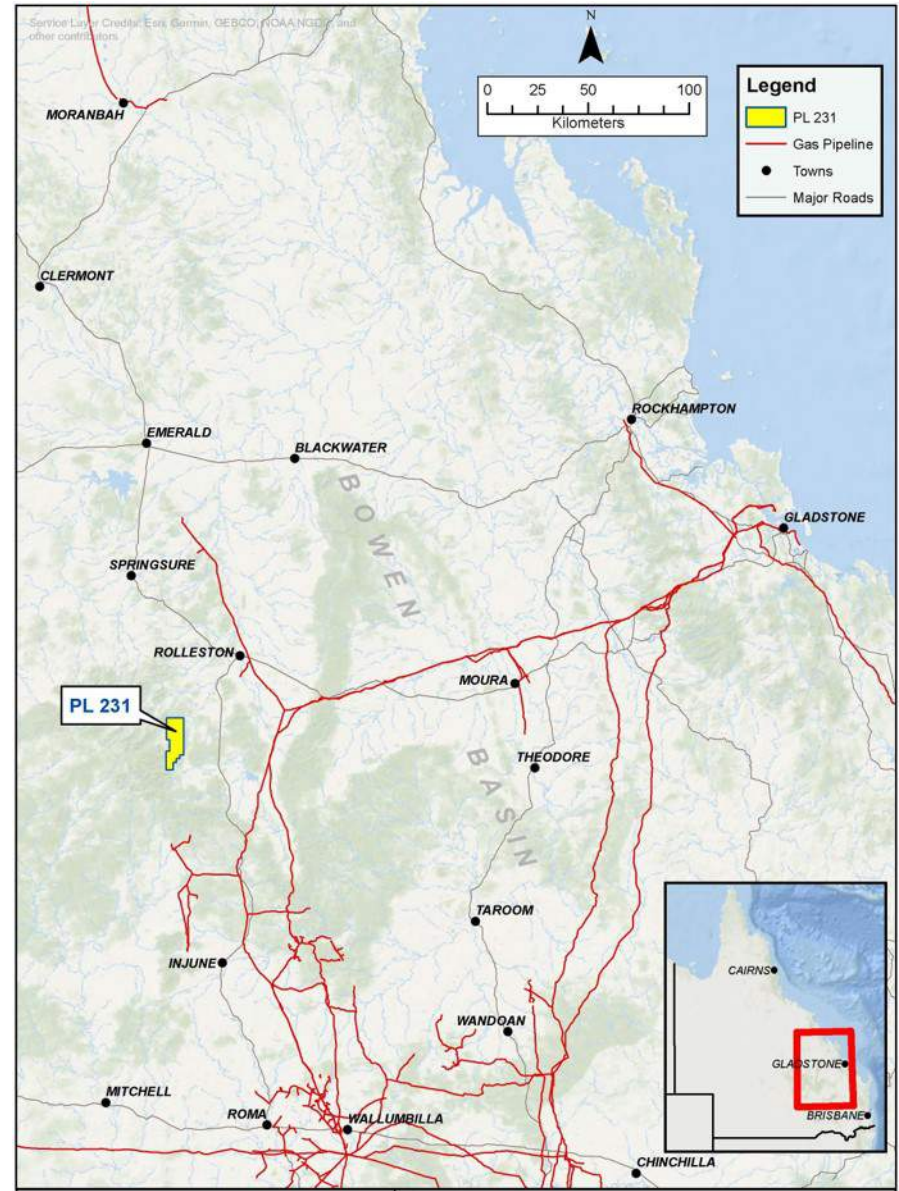 Service Layer Credits: Esri, Garmin, GEBCO, NOAA NGDC, and
other contributors
N
0 25 50 100
Kilometers
Legend
PL 231
Gas Pipeline
Towns
Major Roads
MORANBAH
CLERMONT
ROCKHAMPTON
EMERALD
BLACKWATER
BOWEN
GLADSTONE
SPRINGSURE
ROLLESTON
MOURA
PL 231
THEODORE
BASIN
TAROOM
INJUNE
WANDOAN
MITCHELL
ROMA
WALLUMBILLA
CHINCHILLA
CAIRNS
GLADSTONE
BRISBANE